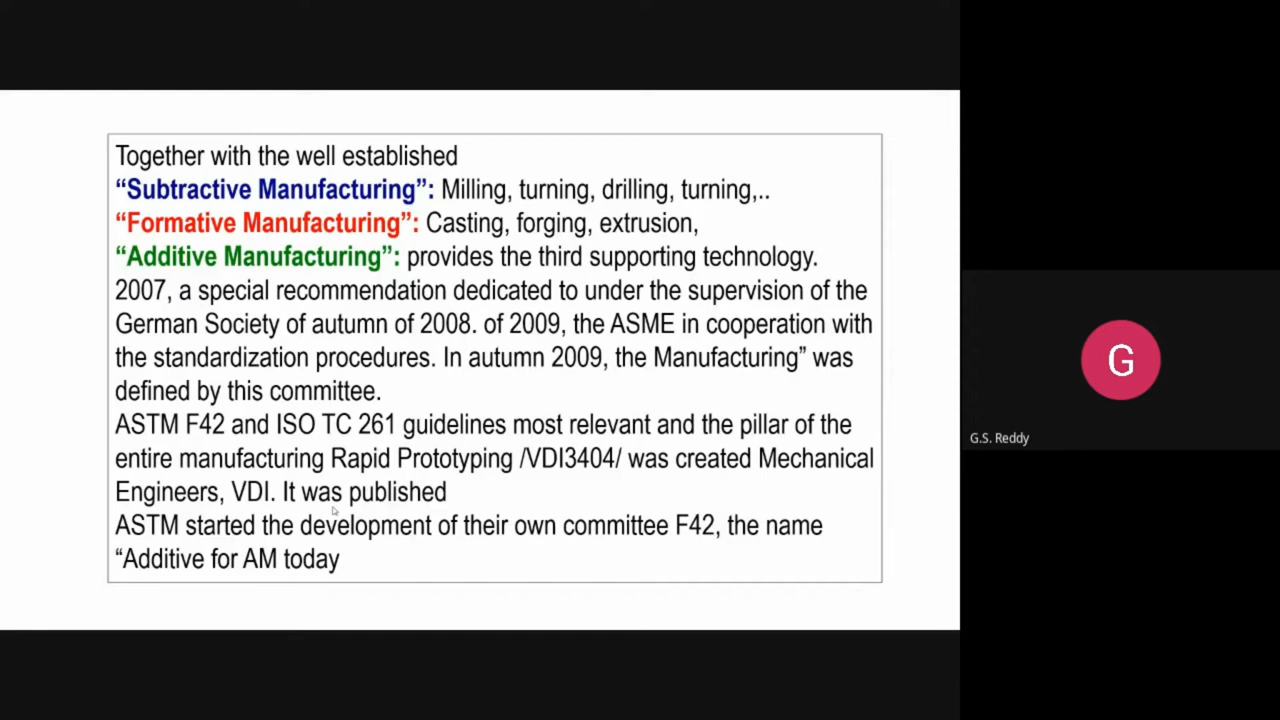 Together with the well established
“Subtractive Manufacturing”: Milling, turning, drilling, turning,..
“Formative Manufacturing”: Casting, forging, extrusion,
“Additive Manufacturing”: provides the third supporting technology.
2007, a special recommendation dedicated to under the supervision of the
German Society of autumn of 2008. of 2009, the ASME in cooperation with
the standardization procedures. In autumn 2009, the Manufacturing” was
defined by this committee.
ASTM F42 and ISO TC 261 guidelines most relevant and the pillar of the
entire manufacturing Rapid Prototyping /VDI3404/ was created Mechanical
Engineers, VDI. It was published
ASTM started the development of their own committee F42, the name
“Additive for AM today
G
G.S. Reddy